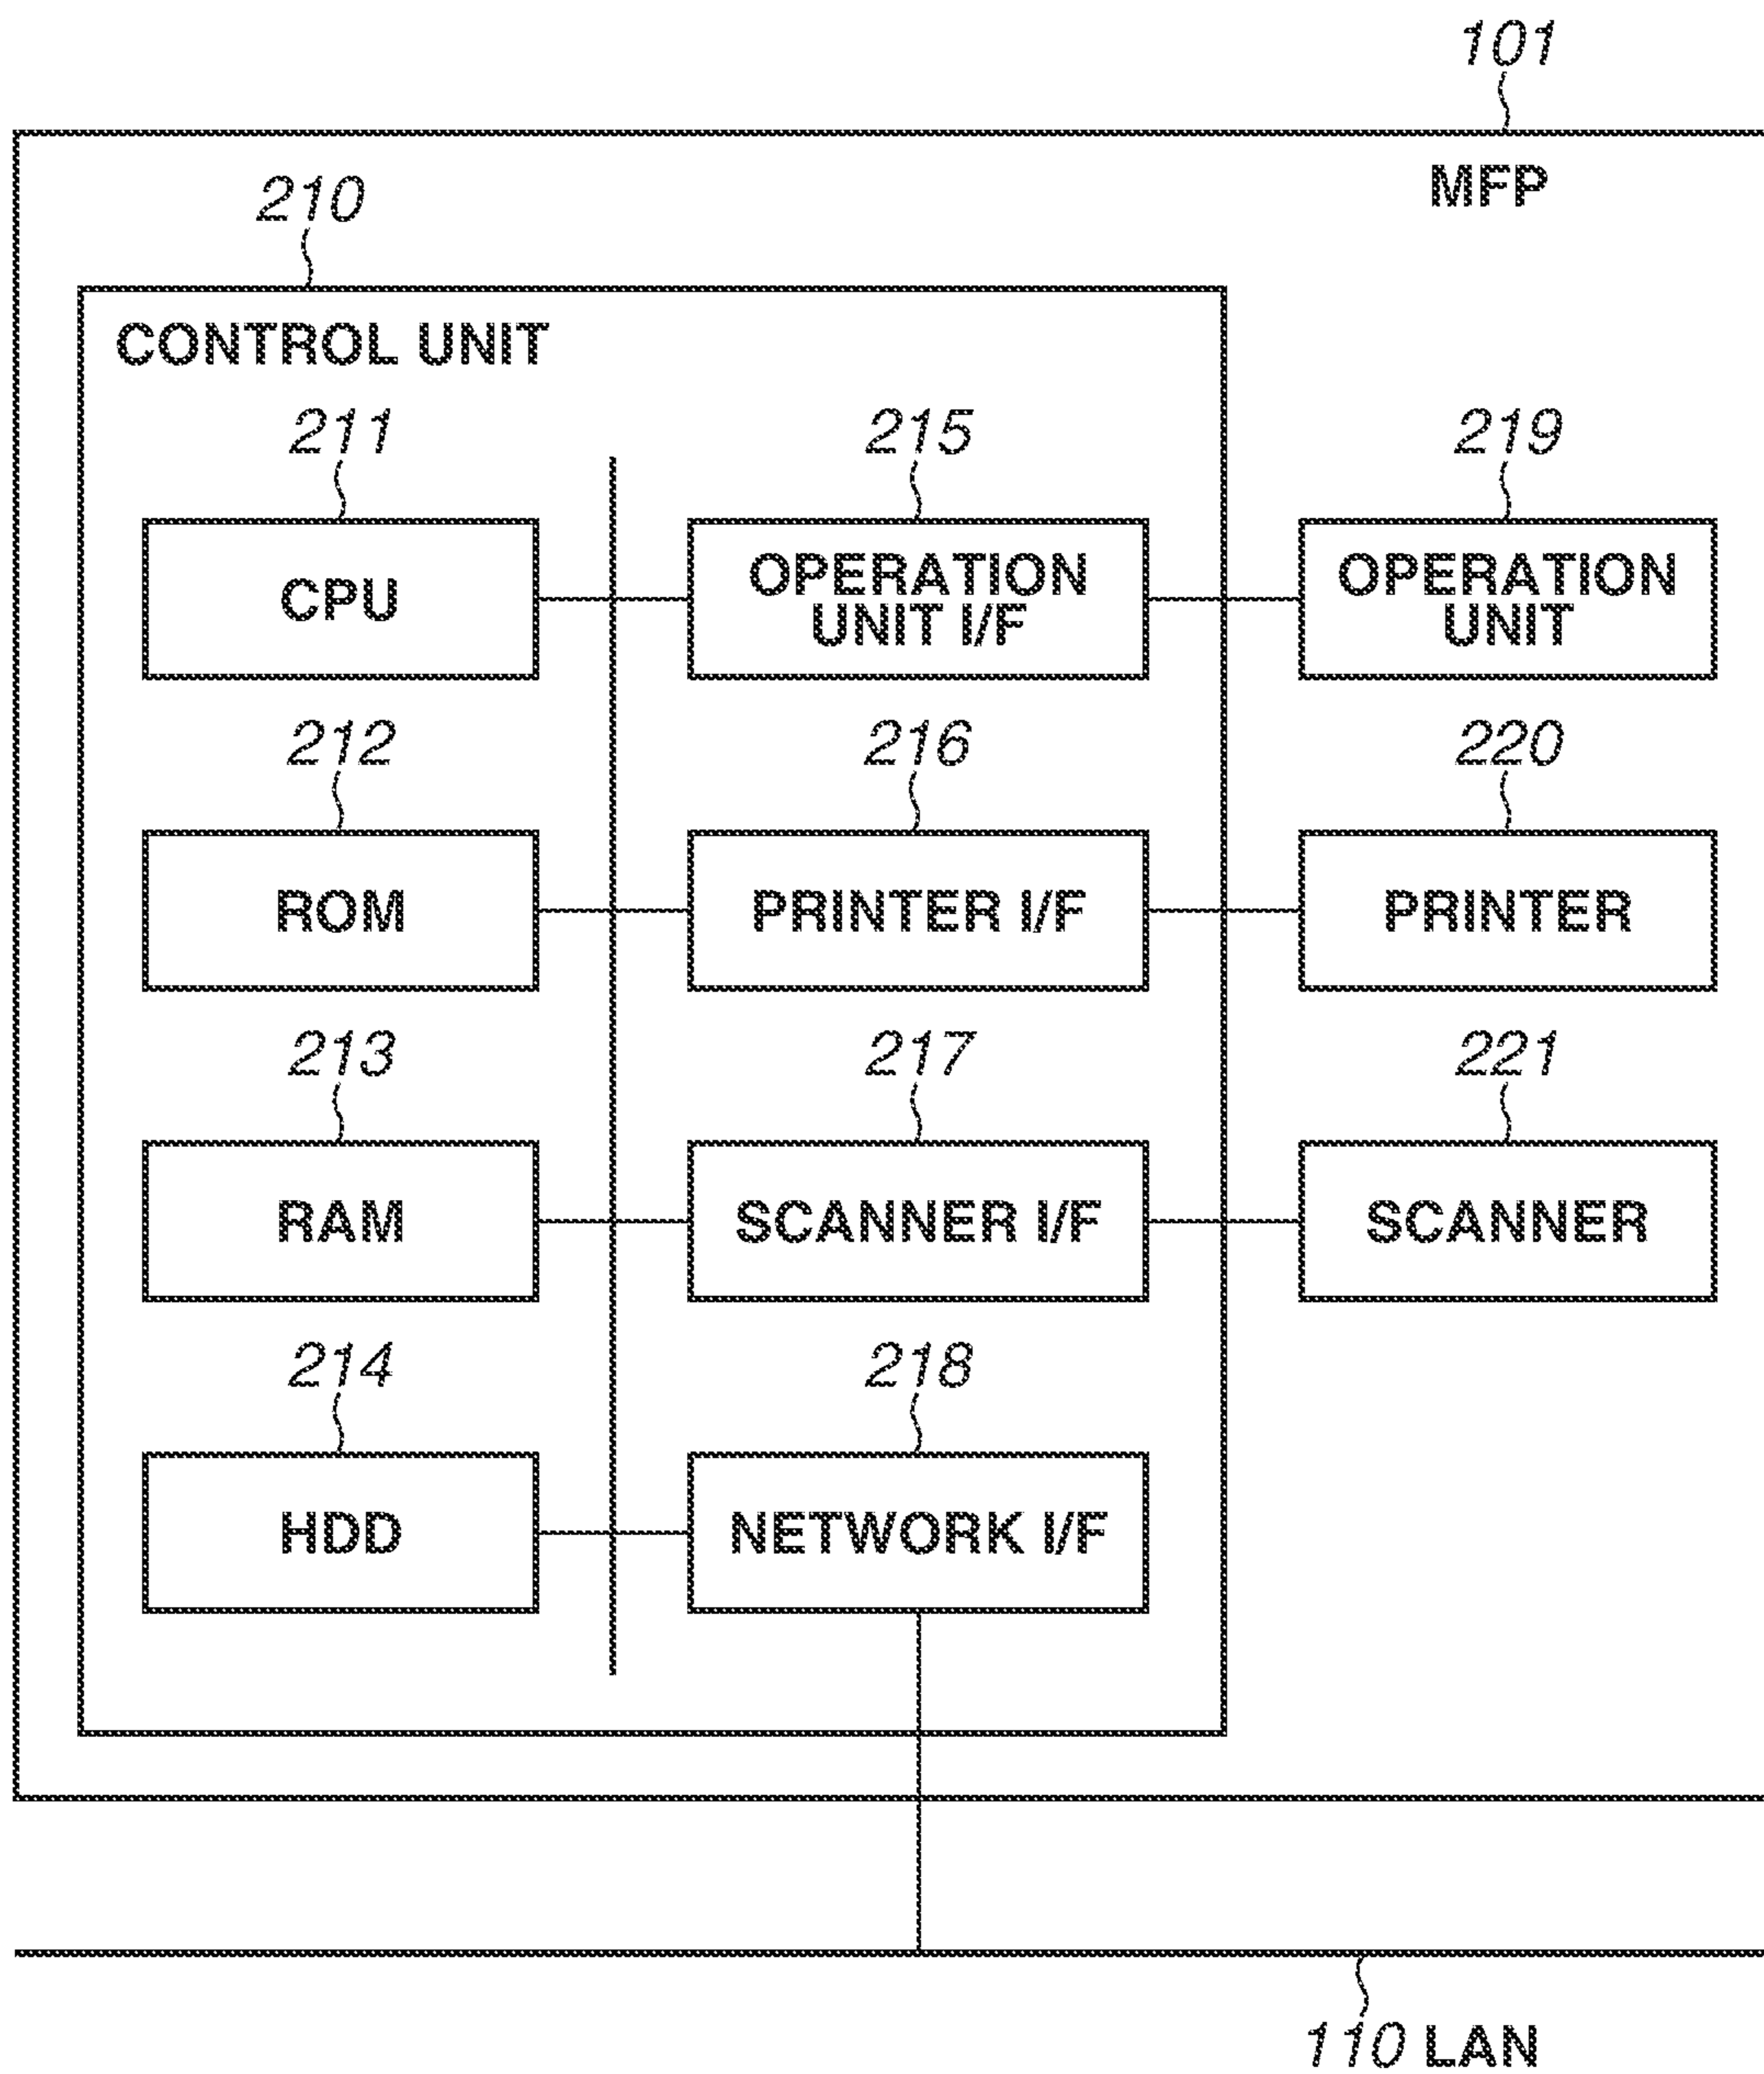 101
MFP
210
CONTROL UNIT
211
215
219
CPU
OPERATION
UNIT I/F
OPERATION
UNIT
212
216
220
ROM
PRINTER I/F
PRINTER
213
217
221
RAM
SCANNER I/F
SCANNER
214
218
HDD
NETWORK I/F
110 LAN